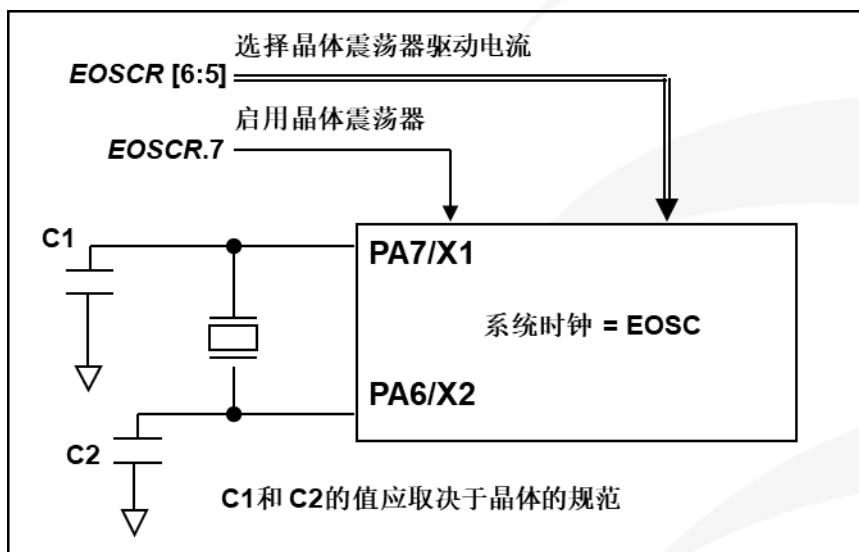 选择晶体震荡器驱动电流
EOSCR [6:5]
启用晶体震荡器
EOSCR.7
C1
PA7/X1
系统时钟 = EOSC
PA6/X2
C2
C1和 C2的值应取决于晶体的规范